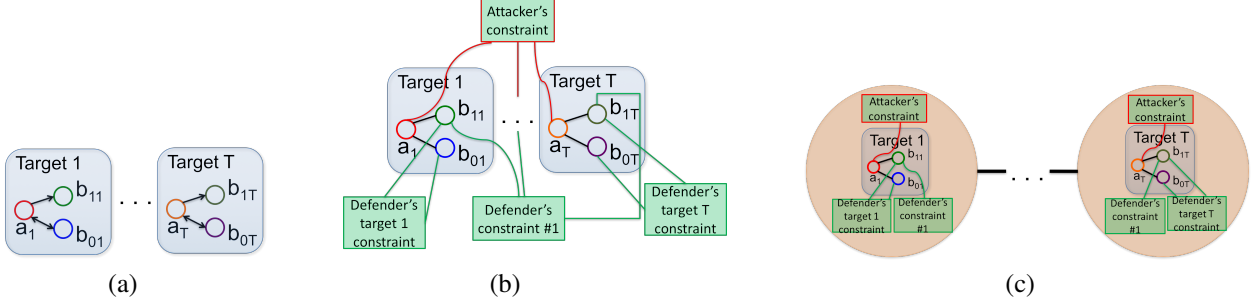 Target 1
b11
a1
b01
. . .
Target T
b1T
aT
b0T
(a)
Attacker's
constraint
Target 1
b11
a1
b01
. . .
Target T
b1T
aT
b0T
Defender's
target 1
constraint
Defender's
constraint #1
Defender's
target T
constraint
(b)
Attacker's
constraint
Target 1
b11
a1
b01
Defender's
target 1
constraint
Defender's
constraint
#1
. . .
Attacker's
constraint
Target T
b1T
aT
b0T
Defender's
constraint
#1
Defender's
target T
constraint
(c)